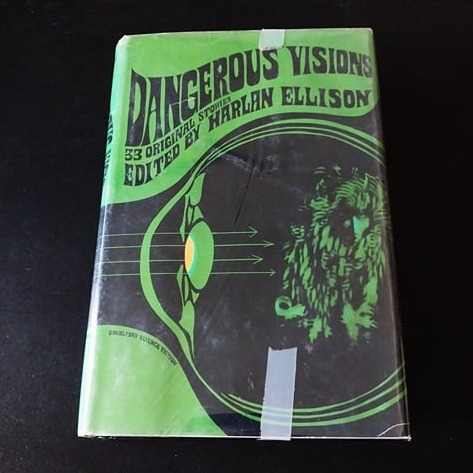 DANGEROUS VISIONS
33 ORIGINAL STORIES
EDITED BY HARLAN ELLISON
DOUBLEDAY SCIENCE FICTION